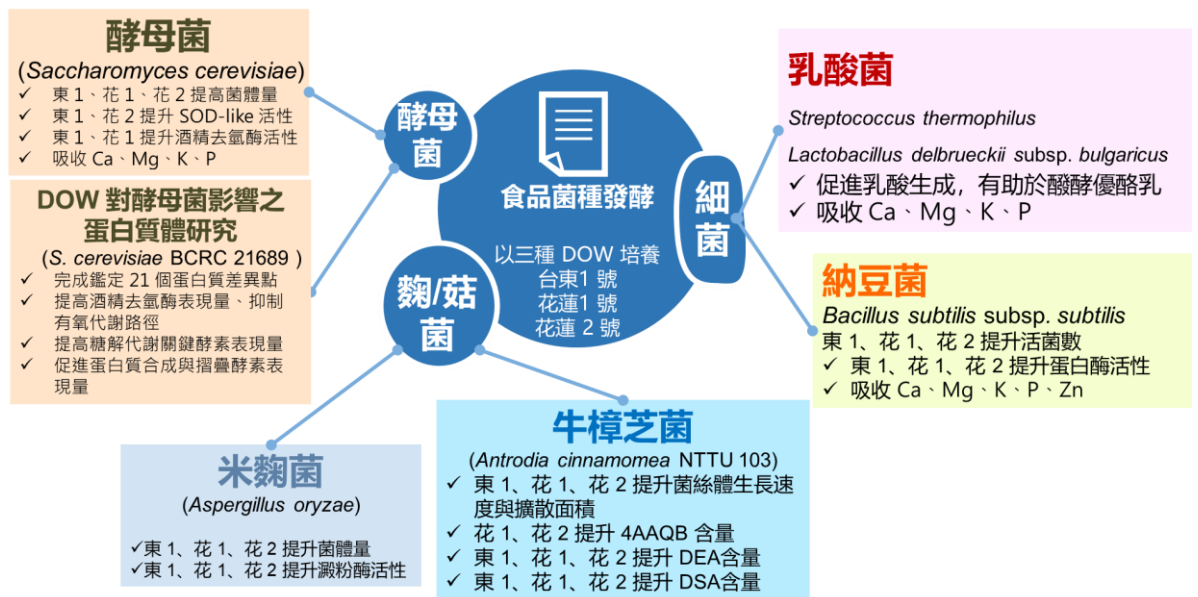 酵母菌
(Saccharomyces cerevisiae)
✓ 東 1、花 1、花 2 提高菌體量
✓ 東 1、花 2 提升 SOD-like 活性
✓ 東 1、花 1 提升酒精去氫酶活性
✓ 吸收 Ca、Mg、K、P
DOW 對酵母菌影響之
蛋白質體研究
(S. cerevisiae BCRC 21689 )
✓ 完成鑑定 21 個蛋白質差異點
✓ 提高酒精去氫酶表現量、抑制
有氧代謝路徑
✓ 提高糖解代謝關鍵酵素表現量
✓ 促進蛋白質合成與摺疊酵素表
現量
酵母
菌
麴/菇
菌
食品菌種發酵
以三種 DOW 培養
台東1 號
花蓮1 號
花蓮 2 號
細
菌
乳酸菌
Streptococcus thermophilus
Lactobacillus delbrueckii subsp. bulgaricus
✓ 促進乳酸生成，有助於醱酵優酪乳
✓ 吸收 Ca、Mg、K、P
納豆菌
Bacillus subtilis subsp. subtilis
東 1、花 1、花 2 提升活菌數
✓ 東 1、花 1、花 2 提升蛋白酶活性
✓ 吸收 Ca、Mg、K、P、Zn
米麴菌
(Aspergillus oryzae)
✓東 1、花 1、花 2 提升菌體量
✓東 1、花 1、花 2 提升澱粉酶活性
牛樟芝菌
(Antrodia cinnamomea NTTU 103)
✓ 東 1、花 1、花 2 提升菌絲體生長速
度與擴散面積
✓ 花 1、花 2 提升 4AAQB 含量
✓ 東 1、花 1、花 2 提升 DEA含量
✓ 東 1、花 1、花 2 提升 DSA含量